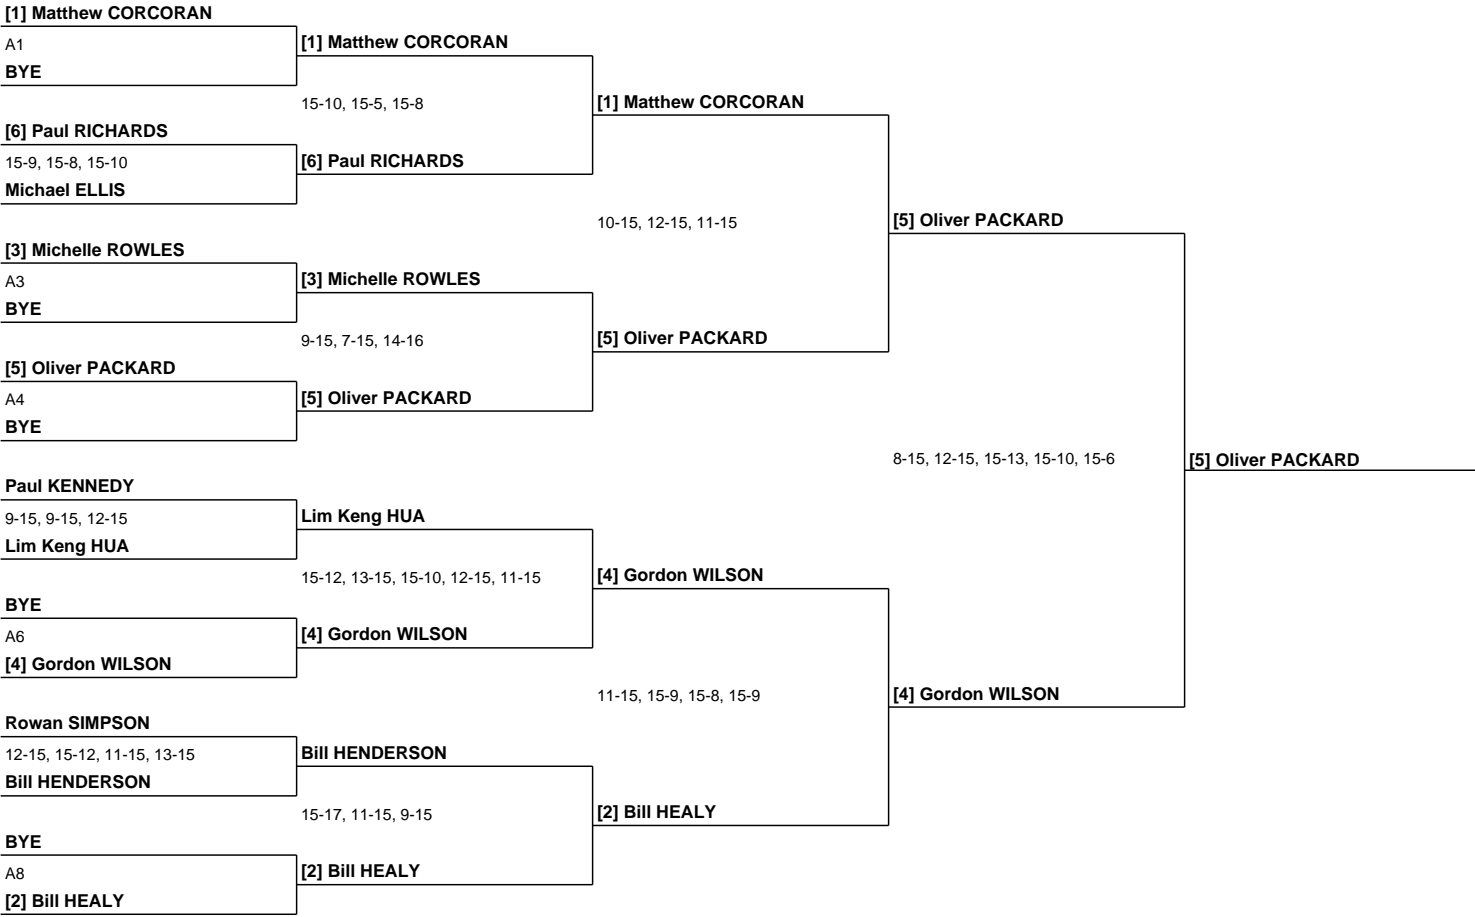 [1] Matthew CORCORAN
A1
BYE
[1] Matthew CORCORAN
15-10, 15-5, 15-8
[6] Paul RICHARDS
15-9, 15-8, 15-10
Michael ELLIS
[6] Paul RICHARDS
[1] Matthew CORCORAN
10-15, 12-15, 11-15
[3] Michelle ROWLES
A3
BYE
[3] Michelle ROWLES
9-15, 7-15, 14-16
[5] Oliver PACKARD
A4
BYE
[5] Oliver PACKARD
[5] Oliver PACKARD
[5] Oliver PACKARD
8-15, 12-15, 15-13, 15-10, 15-6
[5] Oliver PACKARD
Paul KENNEDY
9-15, 9-15, 12-15
Lim Keng HUA
Lim Keng HUA
15-12, 13-15, 15-10, 12-15, 11-15
BYE
A6
[4] Gordon WILSON
[4] Gordon WILSON
[4] Gordon WILSON
11-15, 15-9, 15-8, 15-9
[4] Gordon WILSON
Rowan SIMPSON
12-15, 15-12, 11-15, 13-15
Bill HENDERSON
Bill HENDERSON
15-17, 11-15, 9-15
BYE
A8
[2] Bill HEALY
[2] Bill HEALY
[2] Bill HEALY